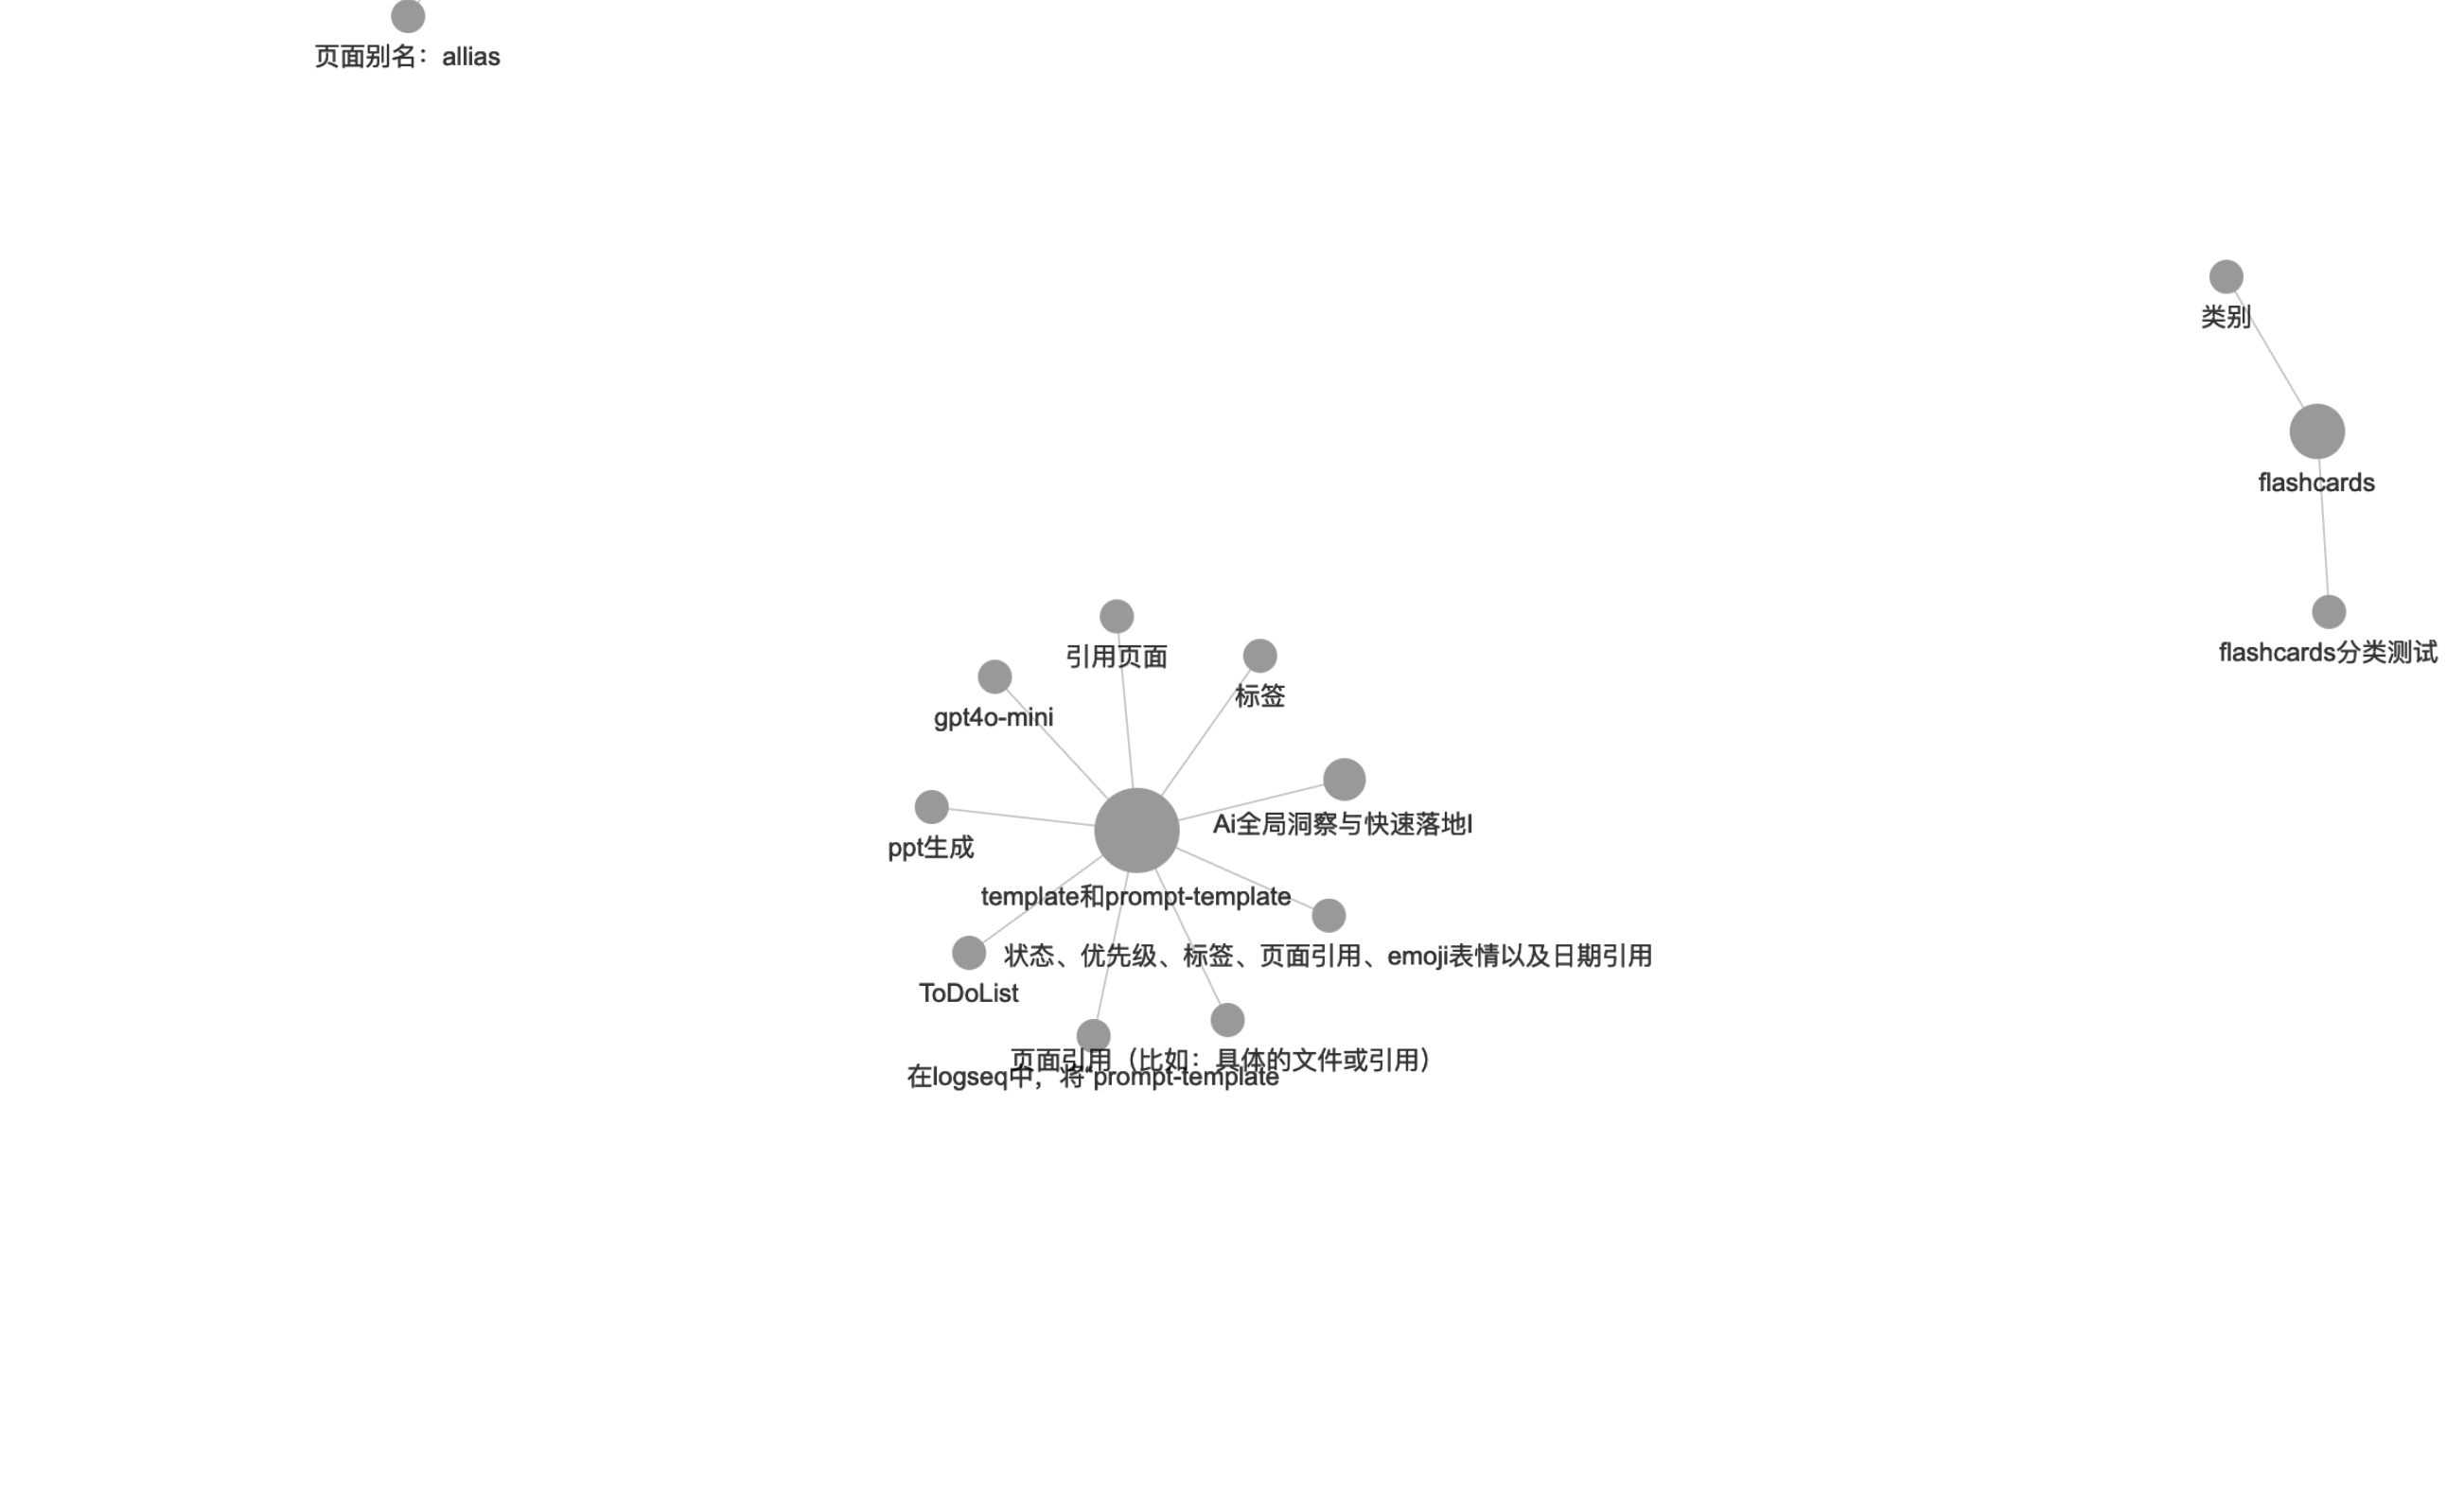 页面别名：allias
类别
flashcards
flashcards分类测试
引用页面
标签
gpt4o-mini
Ai全局洞察与快速落地I
ppt生成
template和prompt-template
状态、优先级、标签、页面引用、emoji表情以及日期引用
ToDoList
页面引用（比如：具体的文件或引用）
在logseq中，将“prompt-template